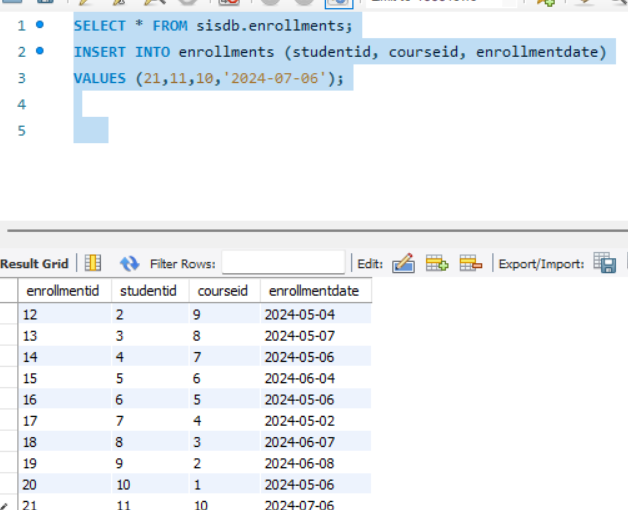 1 SELECT * FROM sisdb.enrollments;
2 INSERT INTO enrollments (studentid, courseid, enrollmentdate)
3 VALUES (21,11,10,'2024-07-06');
4
5
Result Grid Filter Rows: Edit: Export/Import:
enrollmentid studentid courseid enrollmentdate
12 2 9 2024-05-04
13 3 8 2024-05-07
14 4 7 2024-05-06
15 5 6 2024-06-04
16 6 5 2024-05-06
17 7 4 2024-05-02
18 8 3 2024-06-07
19 9 2 2024-06-08
20 10 1 2024-05-06
21 11 10 2024-07-06